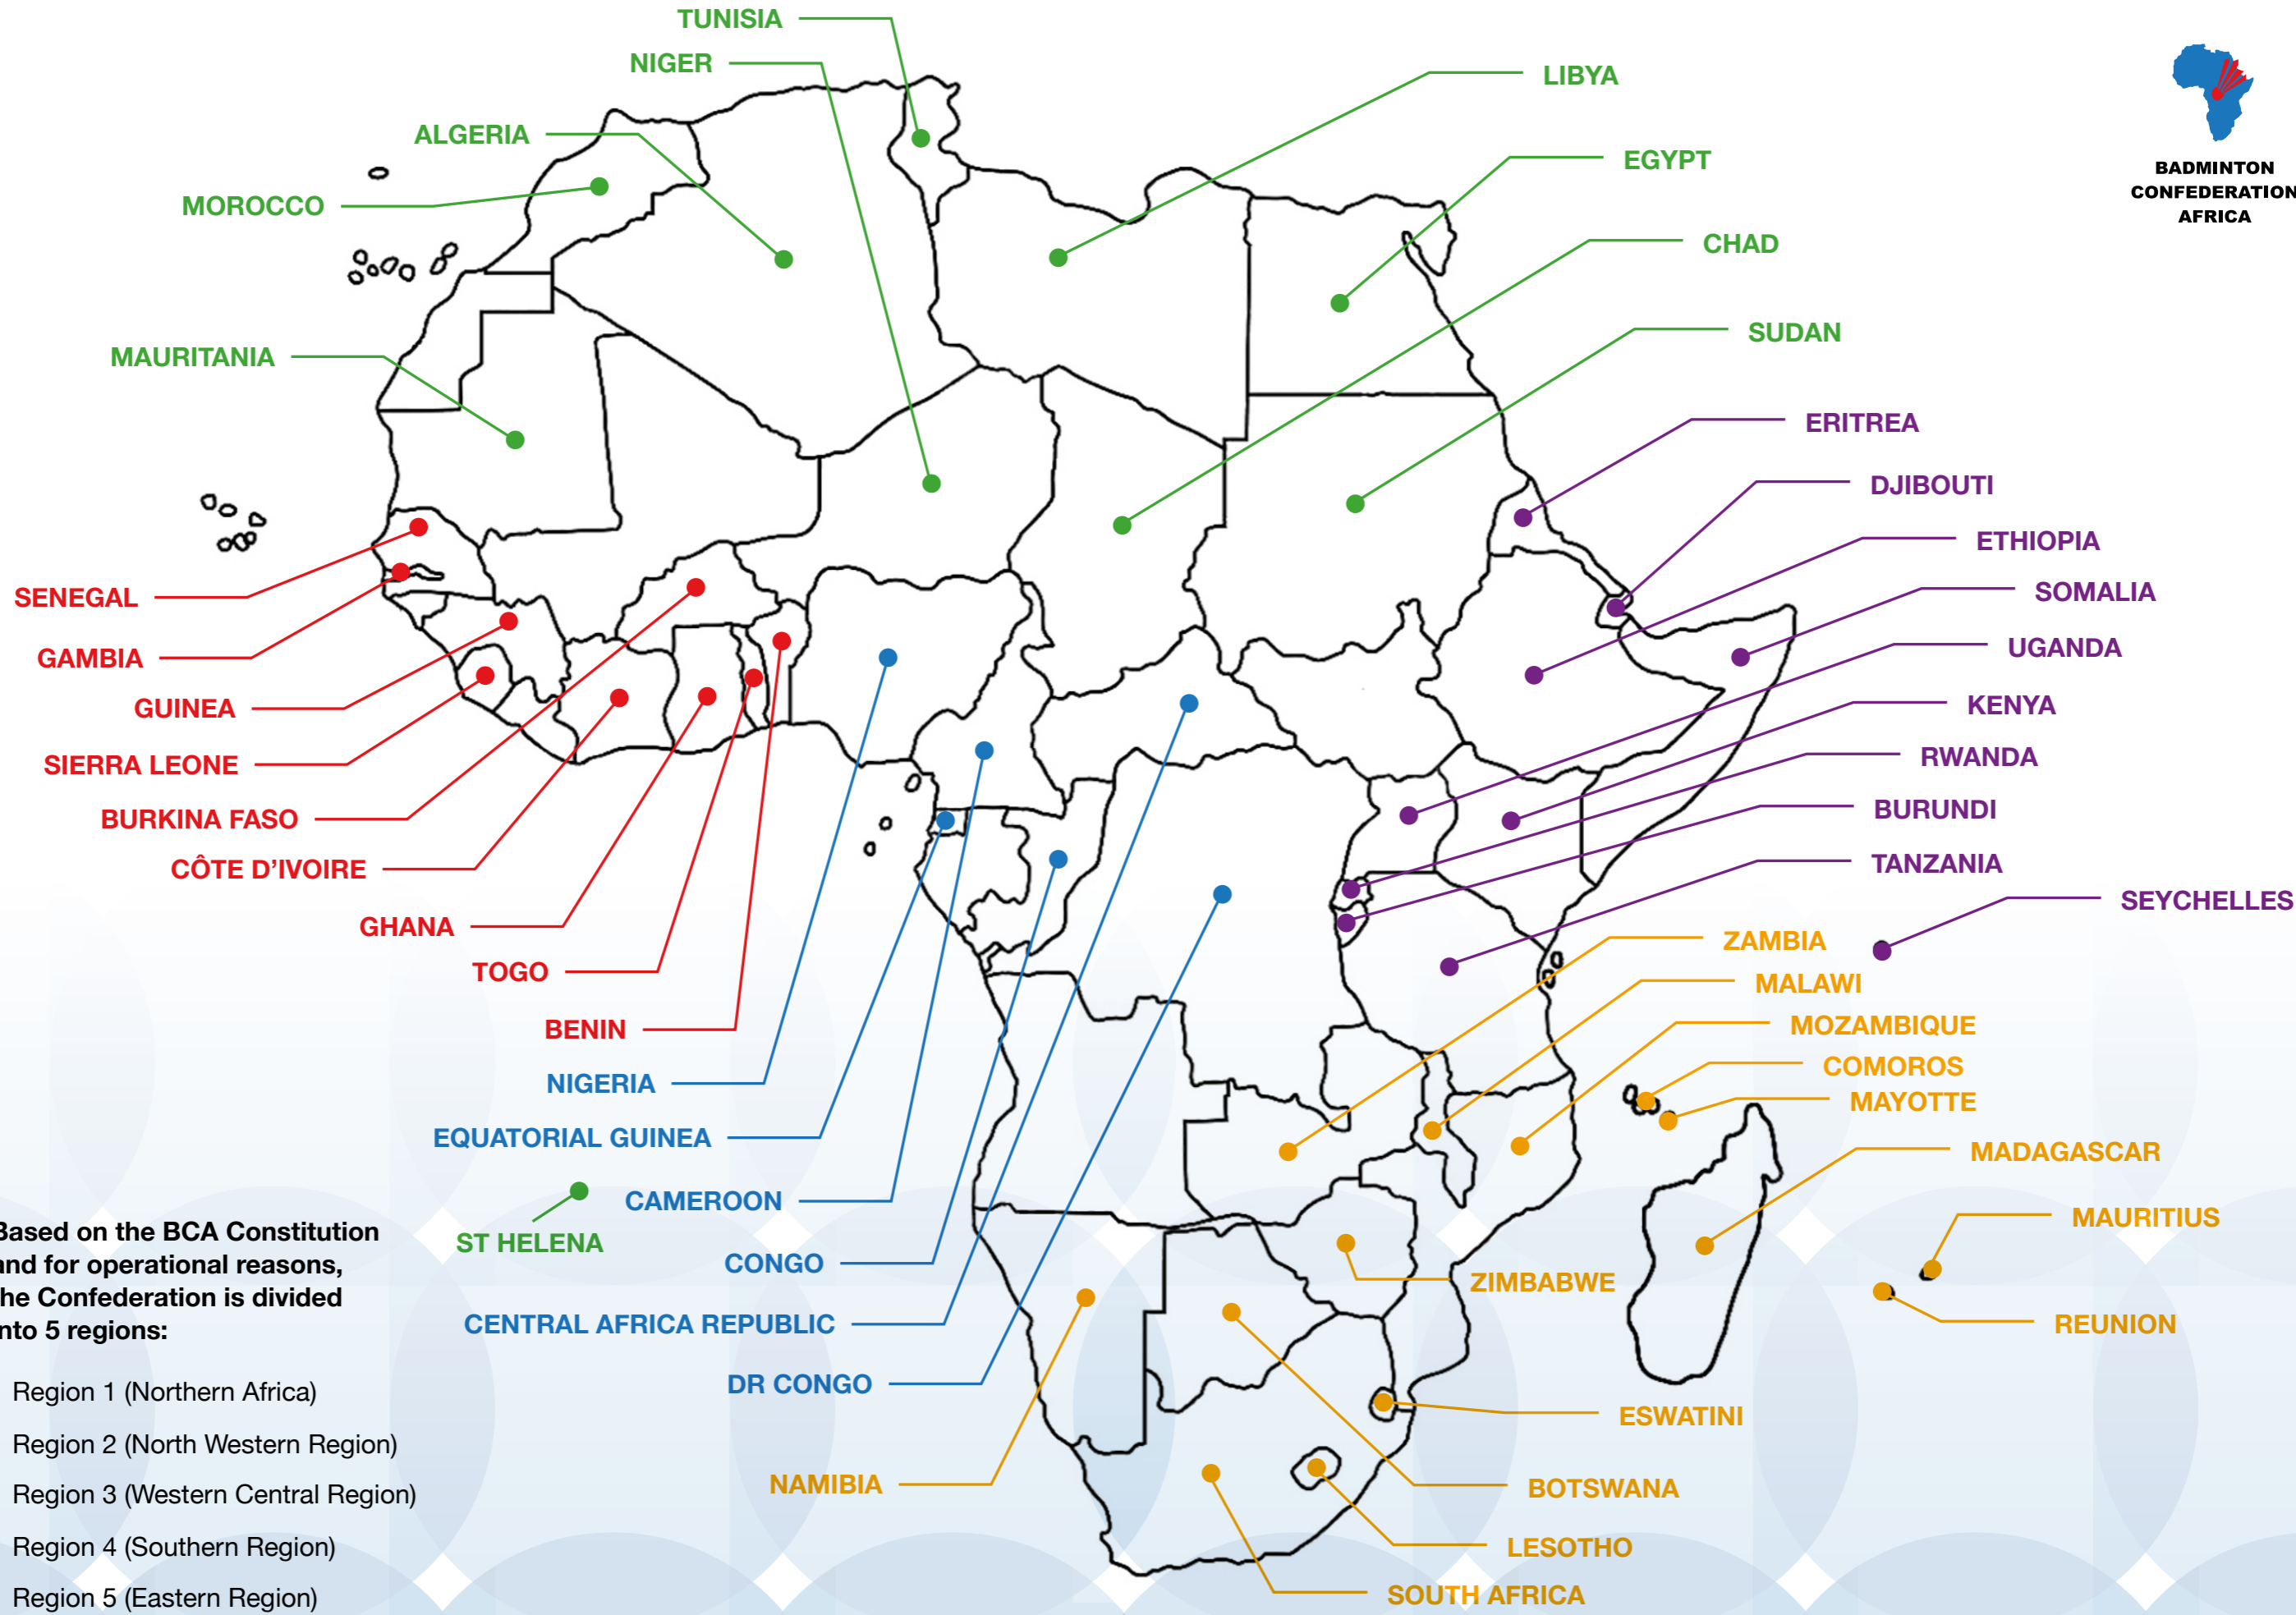 TUNISIA
NIGER
LIBYA
ALGERIA
EGYPT
BADMINTON
CONFEDERATION
AFRICA
MOROCCO
CHAD
MAURITANIA
SUDAN
ERITREA
DJIBOUTI
ETHIOPIA
SOMALIA
SENEGAL
UGANDA
GAMBIA
KENYA
GUINEA
RWANDA
SIERRA LEONE
BURUNDI
BURKINA FASO
TANZANIA
CÔTE D’IVOIRE
SEYCHELLES
GHANA
ZAMBIA
TOGO
MALAWI
BENIN
MOZAMBIQUE
COMOROS
NIGERIA
MAYOTTE
EQUATORIAL GUINEA
MADAGASCAR
CAMEROON
MAURITIUS
ST HELENA
CONGO
ZIMBABWE
CENTRAL AFRICA REPUBLIC
REUNION
DR CONGO
ESWATINI
NAMIBIA
BOTSWANA
LESOTHO
SOUTH AFRICA
Based on the BCA Constitution
and for operational reasons,
the Confederation is divided
into 5 regions:
Region 1 (Northern Africa)
Region 2 (North Western Region)
Region 3 (Western Central Region)
Region 4 (Southern Region)
Region 5 (Eastern Region)